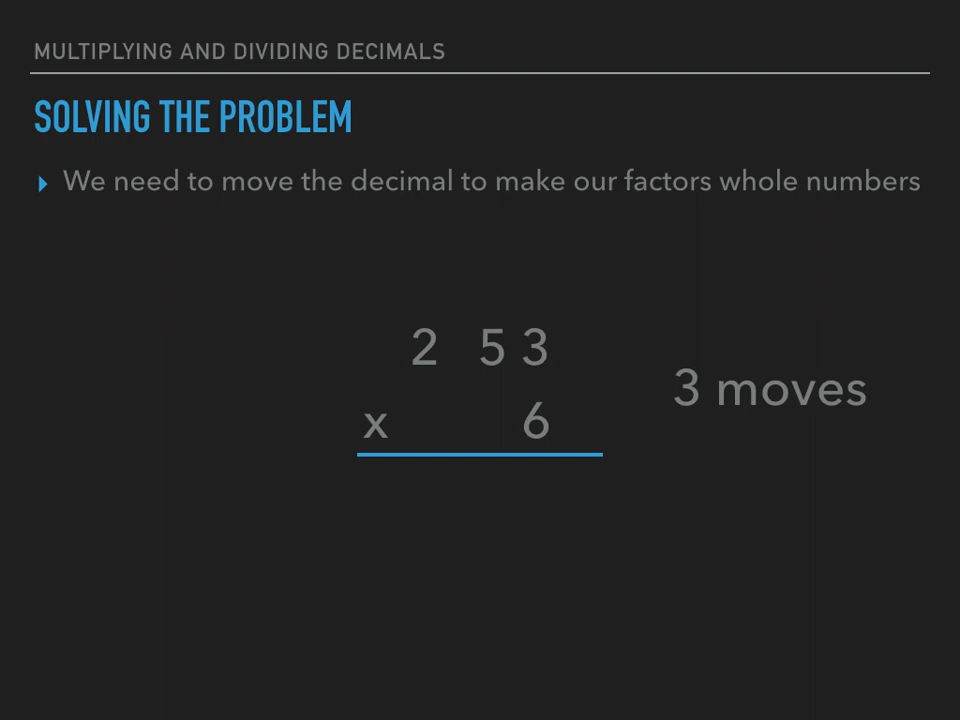 MULTIPLYING AND DIVIDING DECIMALS
SOLVING THE PROBLEM
▸ We need to move the decimal to make our factors whole numbers
2 5 3
3 moves
x 6